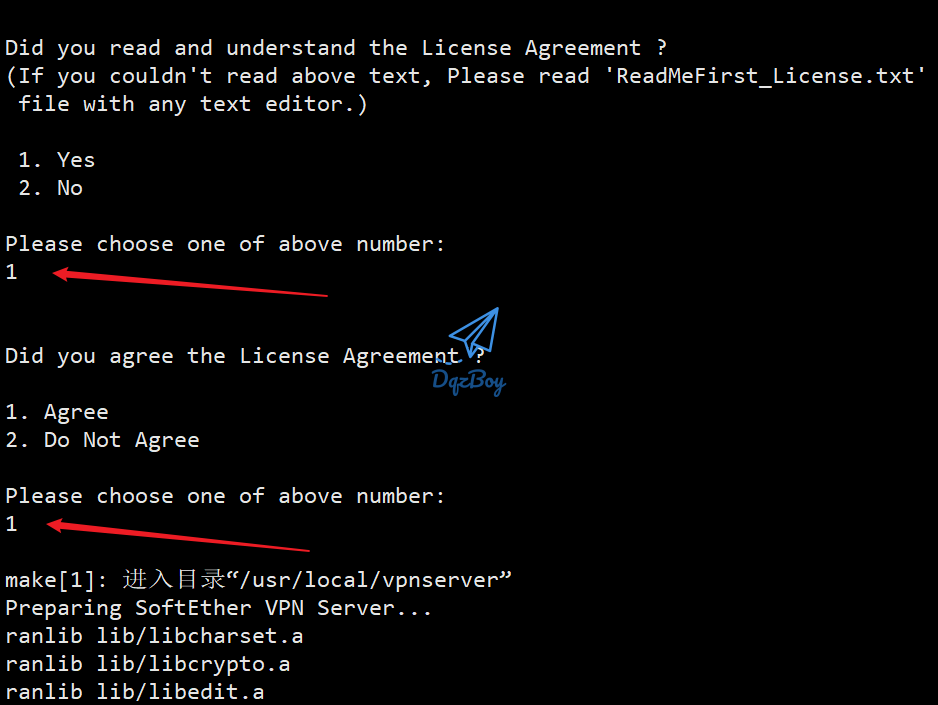 Did you read and understand the License Agreement ?
(If you couldn't read above text, Please read 'ReadMeFirst_License.txt'
 file with any text editor.)
 1. Yes
 2. No
Please choose one of above number:
1
Did you agree the License Agreement ?
DqzBoy
1. Agree
2. Do Not Agree
Please choose one of above number:
1
make[1]: 进入目录“/usr/local/vpnserver”
Preparing SoftEther VPN Server...
ranlib lib/libcharset.a
ranlib lib/libcrypto.a
ranlib lib/libedit.a